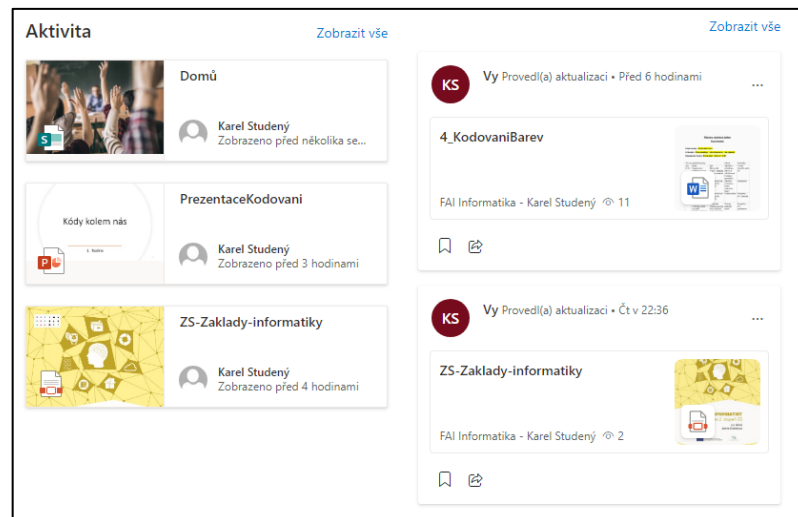 Aktivita
Zobrazit vše
Domů
Karel Studený
Zobrazeno před několika se...
PrezentaceKodovani
Kódy kolem nás
Karel Studený
Zobrazeno před 3 hodinami
ZS-Zaklady-informatiky
Karel Studený
Zobrazeno před 4 hodinami
Zobrazit vše
KS
Vy Provedl(a) aktualizaci • Před 6 hodinami
4_KodovaniBarev
FAI Informatika - Karel Studený 11
KS
Vy Provedl(a) aktualizaci • Čt v 22:36
ZS-Zaklady-informatiky
FAI Informatika - Karel Studený 2